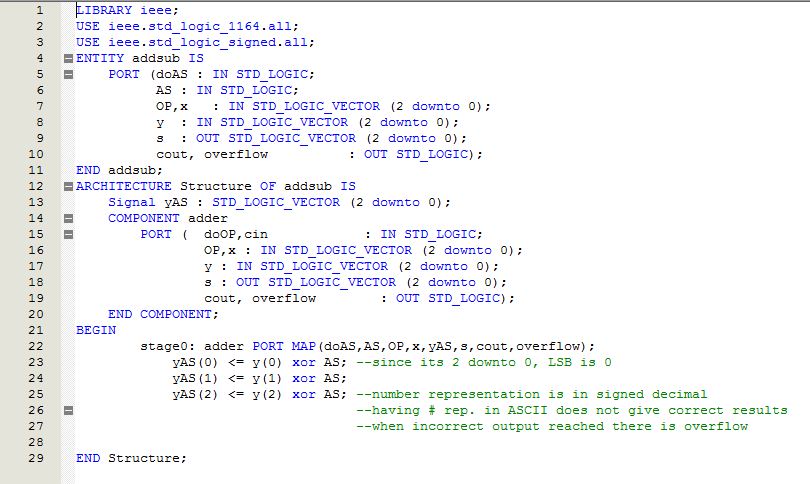 1 LIBRARY ieee;
2 USE ieee.std_logic_1164.all;
3 USE ieee.std_logic_signed.all;
4 ENTITY addsub IS
5 PORT (doAS : IN STD_LOGIC;
6 AS : IN STD_LOGIC;
7 OP,x : IN STD_LOGIC_VECTOR (2 downto 0);
8 y : IN STD_LOGIC_VECTOR (2 downto 0);
9 s : OUT STD_LOGIC_VECTOR (2 downto 0);
10 cout, overflow : OUT STD_LOGIC);
11 END addsub;
12 ARCHITECTURE Structure OF addsub IS
13 Signal yAS : STD_LOGIC_VECTOR (2 downto 0);
14 COMPONENT adder
15 PORT ( doOP,cin : IN STD_LOGIC;
16 OP,x : IN STD_LOGIC_VECTOR (2 downto 0);
17 y : IN STD_LOGIC_VECTOR (2 downto 0);
18 s : OUT STD_LOGIC_VECTOR (2 downto 0);
19 cout, overflow : OUT STD_LOGIC);
20 END COMPONENT;
21 BEGIN
22 stage0: adder PORT MAP(doAS,AS,OP,x,yAS,s,cout,overflow);
23 yAS(0) <= y(0) xor AS; --since its 2 downto 0, LSB is 0
24 yAS(1) <= y(1) xor AS;
25 yAS(2) <= y(2) xor AS; --number representation is in signed decimal
26 --having # rep. in ASCII does not give correct results
27 --when incorrect output reached there is overflow
28
29 END Structure;